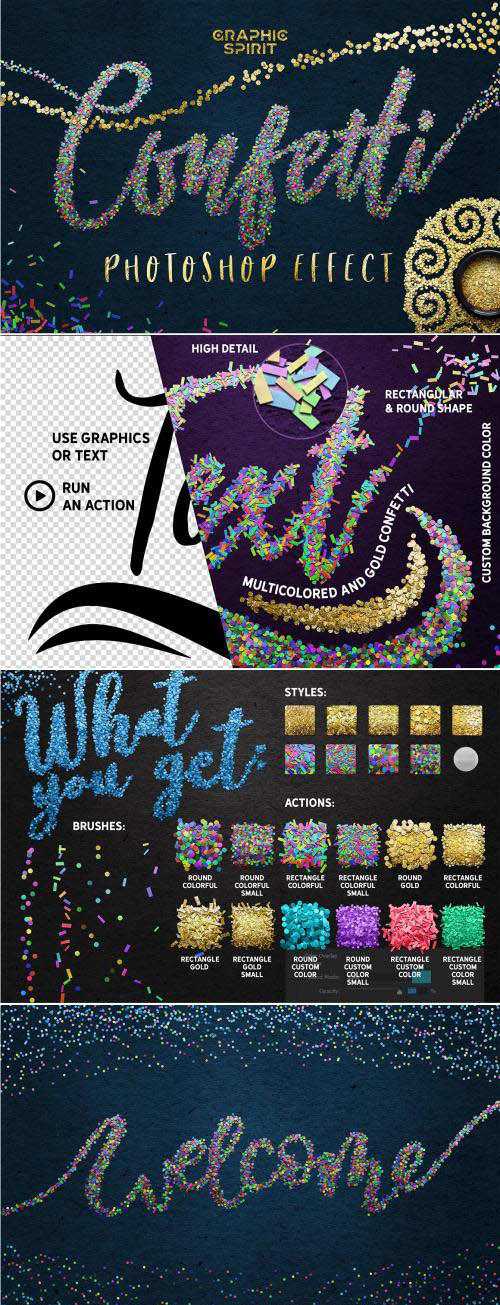 GRAPHIC
SPIRIT
Confetti
PHOTOSHOP EFFECT
HIGH DETAIL
RECTANGULAR
& ROUND SHAPE
USE GRAPHICS
OR TEXT
RUN
AN ACTION
Text
CUSTOM BACKGROUND COLOR
MULTICOLORED AND GOLD CONFETTI
What
you get:
STYLES:
BRUSHES:
ACTIONS:
ROUND
COLORFUL
ROUND
COLORFUL
SMALL
RECTANGLE
COLORFUL
RECTANGLE
COLORFUL
SMALL
ROUND
GOLD
RECTANGLE
COLORFUL
RECTANGLE
GOLD
RECTANGLE
GOLD
SMALL
ROUND
CUSTOM
COLOR
ROUND
CUSTOM
COLOR
SMALL
RECTANGLE
CUSTOM
COLOR
RECTANGLE
CUSTOM
COLOR
SMALL
Opacity:
Welcome